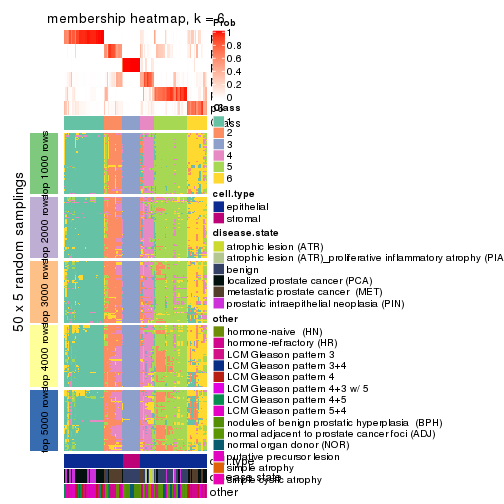 membership heatmap, k = 6
Prob
1
0.8
0.6
0.4
0.2
0
Class
1
2
3
4
5
6
Class
50 x 5 random samplings
top 1000 rows
top 2000 rows
top 3000 rows
top 4000 rows
top 5000 rows
cell.type
epithelial
stromal
disease.state
atrophic lesion (ATR)
atrophic lesion (ATR)_proliferative inflammatory atrophy (PIA
benign
localized prostate cancer (PCA)
metastatic prostate cancer (MET)
prostatic intraepithelial neoplasia (PIN)
other
hormone-naive (HN)
hormone-refractory (HR)
LCM Gleason pattern 3
LCM Gleason pattern 3+4
LCM Gleason pattern 4
LCM Gleason pattern 4+3 w/ 5
LCM Gleason pattern 4+5
LCM Gleason pattern 5+4
nodules of benign prostatic hyperplesia (BPH)
normal adjacent to prostate cancer foci (ADJ)
normal organ donor (NOR)
putative precursor lesion
simple atrophy
simple cystic atrophy
cell.type
disease.state
other